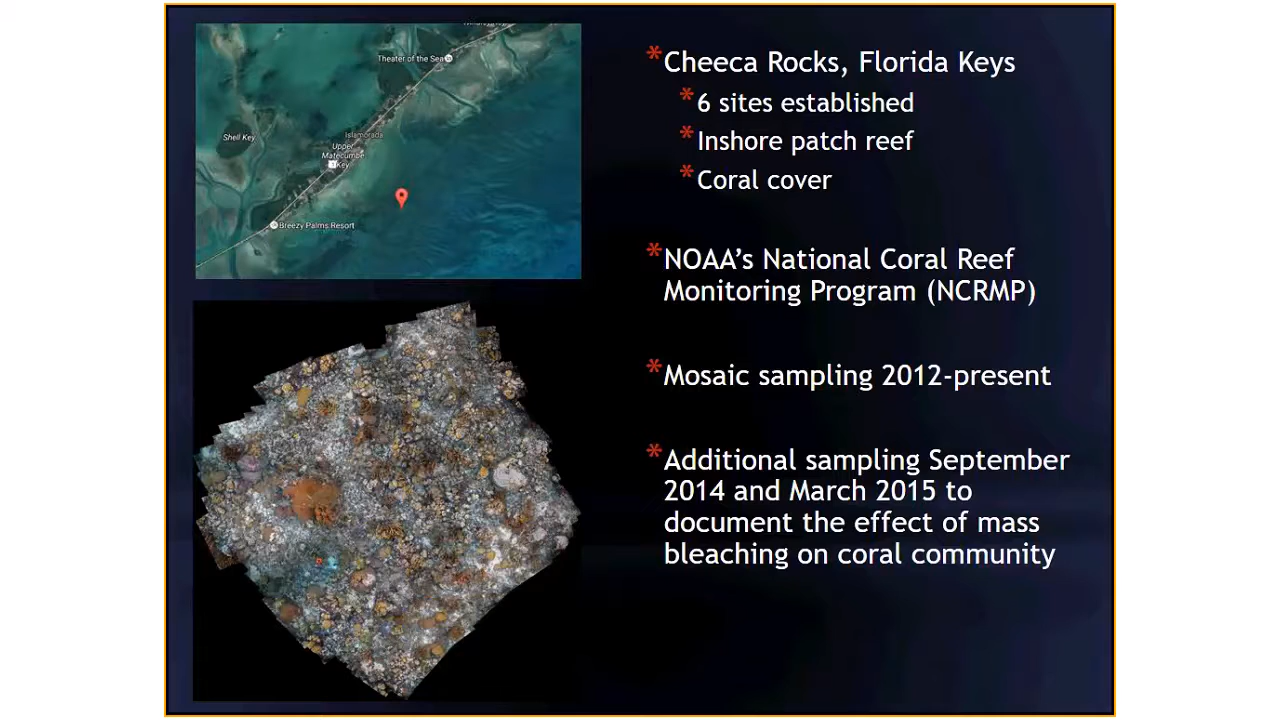 Theater of the Sea
Shell Key
Islamorada
Upper
Matecumbe
Key
1
Breezy Palms Resort
* Cheeca Rocks, Florida Keys
* 6 sites established
* Inshore patch reef
* Coral cover
* NOAA’s National Coral Reef
Monitoring Program (NCRMP)
* Mosaic sampling 2012-present
* Additional sampling September
2014 and March 2015 to
document the effect of mass
bleaching on coral community